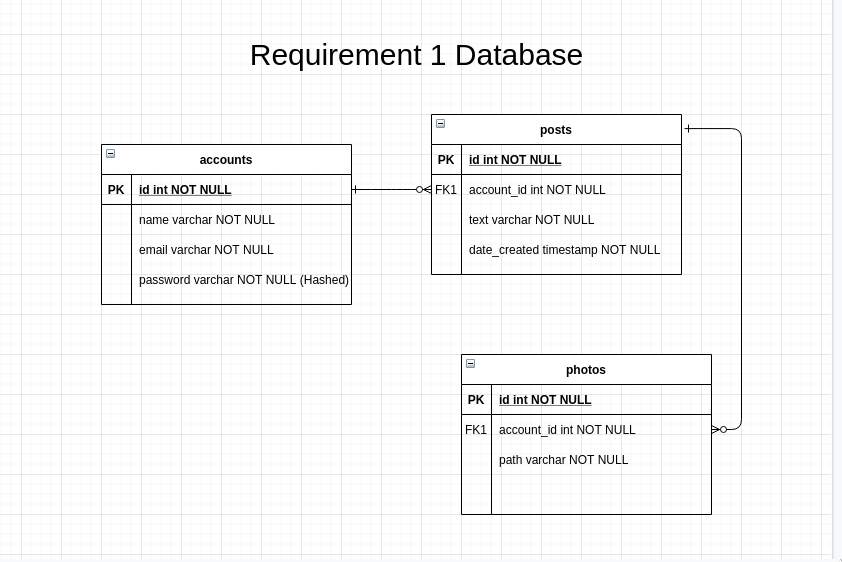 Requirement 1 Database
accounts
PK id int NOT NULL
name varchar NOT NULL
email varchar NOT NULL
password varchar NOT NULL (Hashed)
posts
PK id int NOT NULL
FK1 account_id int NOT NULL
text varchar NOT NULL
date_created timestamp NOT NULL
photos
PK id int NOT NULL
FK1 account_id int NOT NULL
path varchar NOT NULL